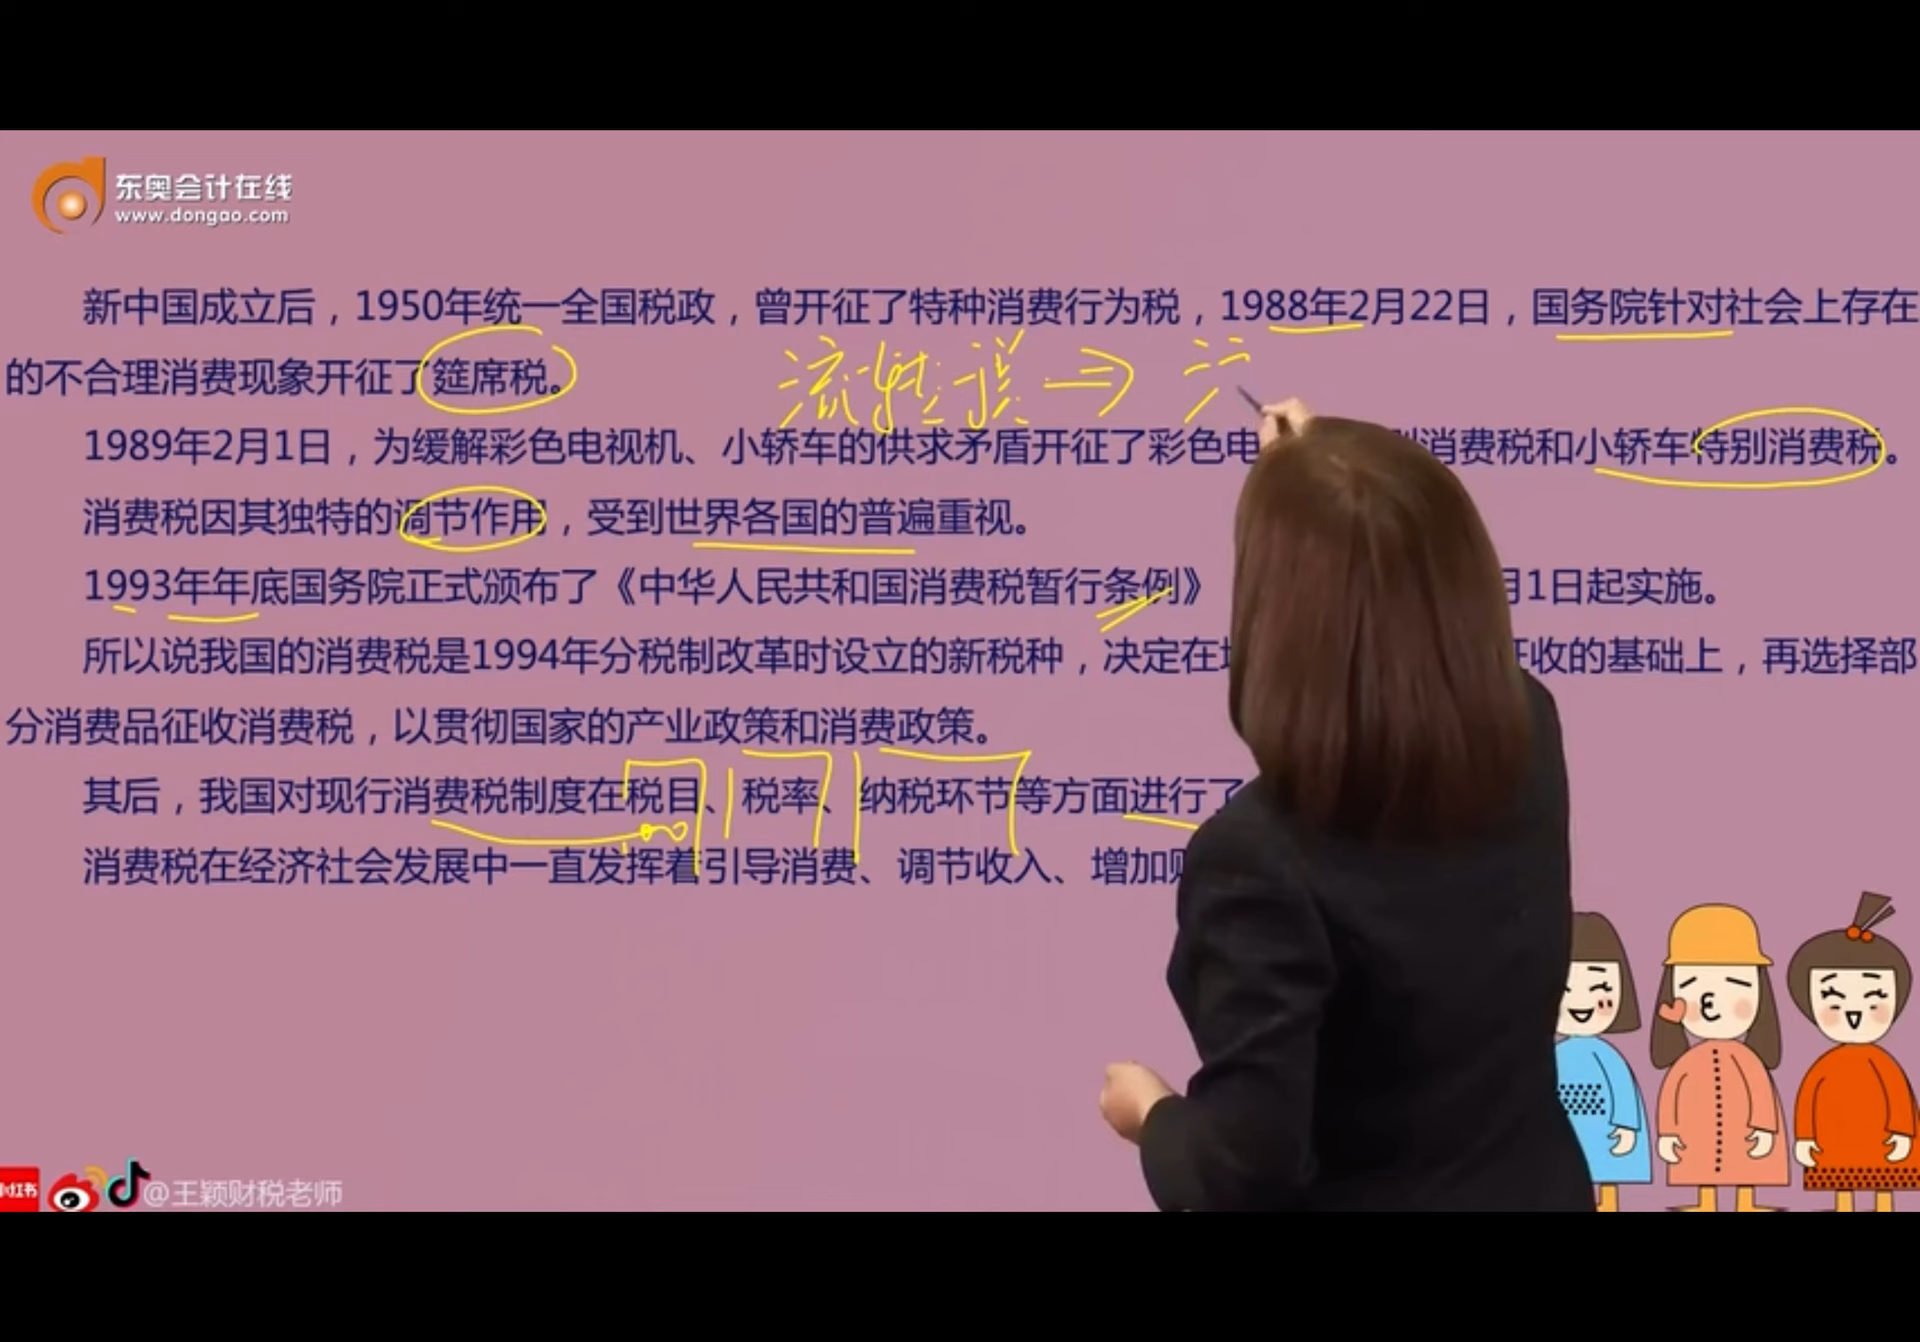 东奥会计在线
www.dongao.com
新中国成立后，1950年统一全国税政，曾开征了特种消费行为税，1988年2月22日，国务院针对社会上存在
的不合理消费现象开征了筵席税。
1989年2月1日，为缓解彩色电视机、小轿车的供求矛盾开征了彩色电 消费税和小轿车特别消费税。
消费税因其独特的调节作用，受到世界各国的普遍重视。
1993年年底国务院正式颁布了《中华人民共和国消费税暂行条例》 月1日起实施。
所以说我国的消费税是1994年分税制改革时设立的新税种，决定在 征收的基础上，再选择部
分消费品征收消费税，以贯彻国家的产业政策和消费政策。
其后，我国对现行消费税制度在税目、税率、纳税环节等方面进行了
消费税在经济社会发展中一直发挥着引导消费、调节收入、增加
小红书
@王颖财税老师